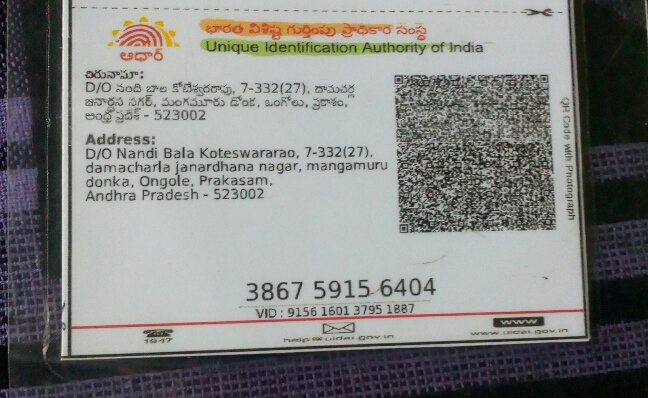 భారత విశిష్ట గుర్తింపు ప్రాధికార సంస్థ
Unique Identification Authority of India
ఆధార్
చిరునామా:
D/O నంది బాల కోటేశ్వరరావు, 7-332(27), దామచర్ల
జనార్ధన నగర్, మంగమూరు డొంక, ఒంగోలు, ప్రకాశం,
ఆంధ్ర ప్రదేశ్ - 523002
Address:
D/O Nandi Bala Koteswararao, 7-332(27),
damacharla janardhana nagar, mangamuru
donka, Ongole, Prakasam,
Andhra Pradesh - 523002
QR Code with Photograph
3867 5915 6404
VID : 9156 1601 3795 1887
1947
help@uidai.gov.in
www
www.uidai.gov.in